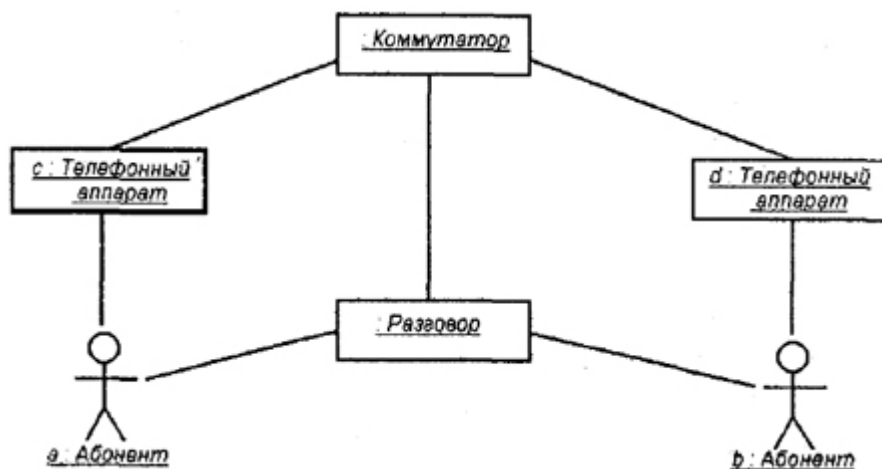 : Коммутатор
c : Телефонный
аппарат
d : Телефонный
аппарат
: Разговор
a : Абонент
b : Абонент